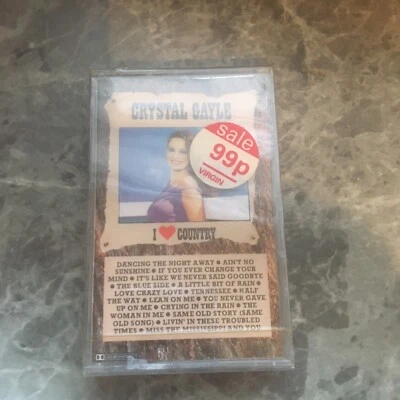 CRYSTAL GAYLE
sale
99p
VIRGIN
I ❤ COUNTRY
DANCING THE NIGHT AWAY ● AIN'T NO
SUNSHINE ● IF YOU EVER CHANGE YOUR
MIND ● IT'S LIKE WE NEVER SAID GOODBYE
● THE BLUE SIDE ● A LITTLE BIT OF RAIN ●
LOVE CRAZY LOVE ● TENNESSEE ● HALF
THE WAY ● LEAN ON ME ● YOU NEVER GAVE
UP ON ME ● CRYING IN THE RAIN ● THE
WOMAN IN ME ● SAME OLD STORY (SAME
OLD SONG) ● LIVIN' IN THESE TROUBLED
TIMES ● MISS THE MISSISSIPPI AND YOU